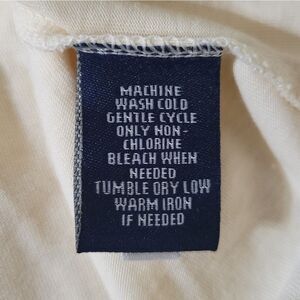 MACHINE
WASH COLD
GENTLE CYCLE
ONLY NON-
CHLORINE
BLEACH WHEN
NEEDED
TUMBLE DRY LOW
WARM IRON
IF NEEDED